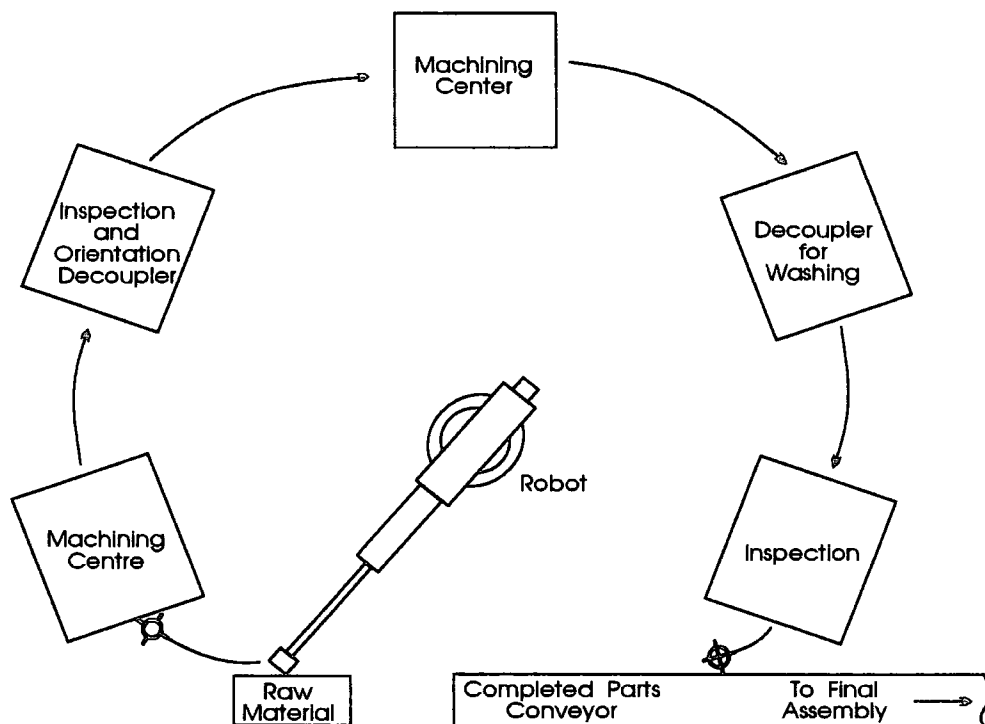 Machining
Center
Inspection
and
Orientation
Decoupler
Decoupler
for
Washing
Machining
Centre
Robot
Inspection
Raw
Material
Completed Parts
Conveyor
To Final
Assembly